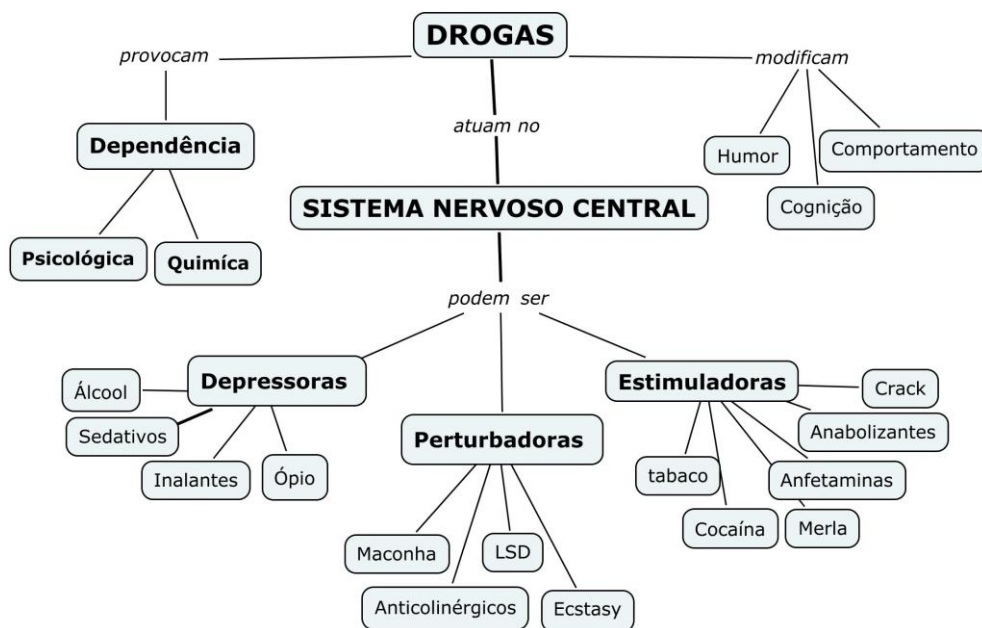 DROGAS
provocam
modificam
atuam no
Dependência
Humor
Comportamento
Cognição
SISTEMA NERVOSO CENTRAL
Psicológica
Quimíca
podem ser
Depressoras
Álcool
Sedativos
Inalantes
Ópio
Perturbadoras
Maconha
LSD
Anticolinérgicos
Ecstasy
Estimuladoras
Crack
Anabolizantes
tabaco
Anfetaminas
Cocaína
Merla